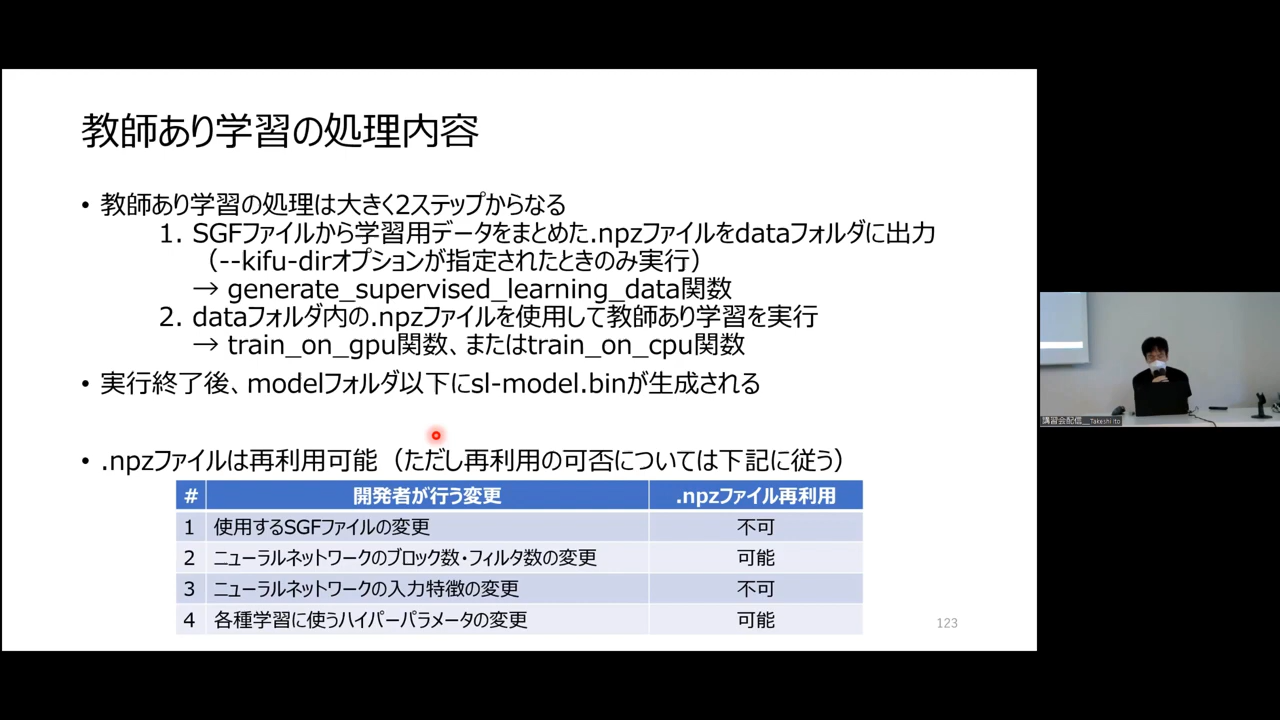 教師あり学習の処理内容
• 教師あり学習の処理は大きく2ステップからなる
1. SGFファイルから学習用データをまとめた.npzファイルをdataフォルダに出力
（--kifu-dirオプションが指定されたときのみ実行）
→ generate_supervised_learning_data関数
2. dataフォルダ内の.npzファイルを使用して教師あり学習を実行
→ train_on_gpu関数、またはtrain_on_cpu関数
• 実行終了後、modelフォルダ以下にsl-model.binが生成される
• .npzファイルは再利用可能（ただし再利用の可否については下記に従う）
# 開発者が行う変更 .npzファイル再利用
1 使用するSGFファイルの変更 不可
2 ニューラルネットワークのブロック数・フィルタ数の変更 可能
3 ニューラルネットワークの入力特徴の変更 不可
4 各種学習に使うハイパーパラメータの変更 可能
123
講習会配信__Takeshi Ito